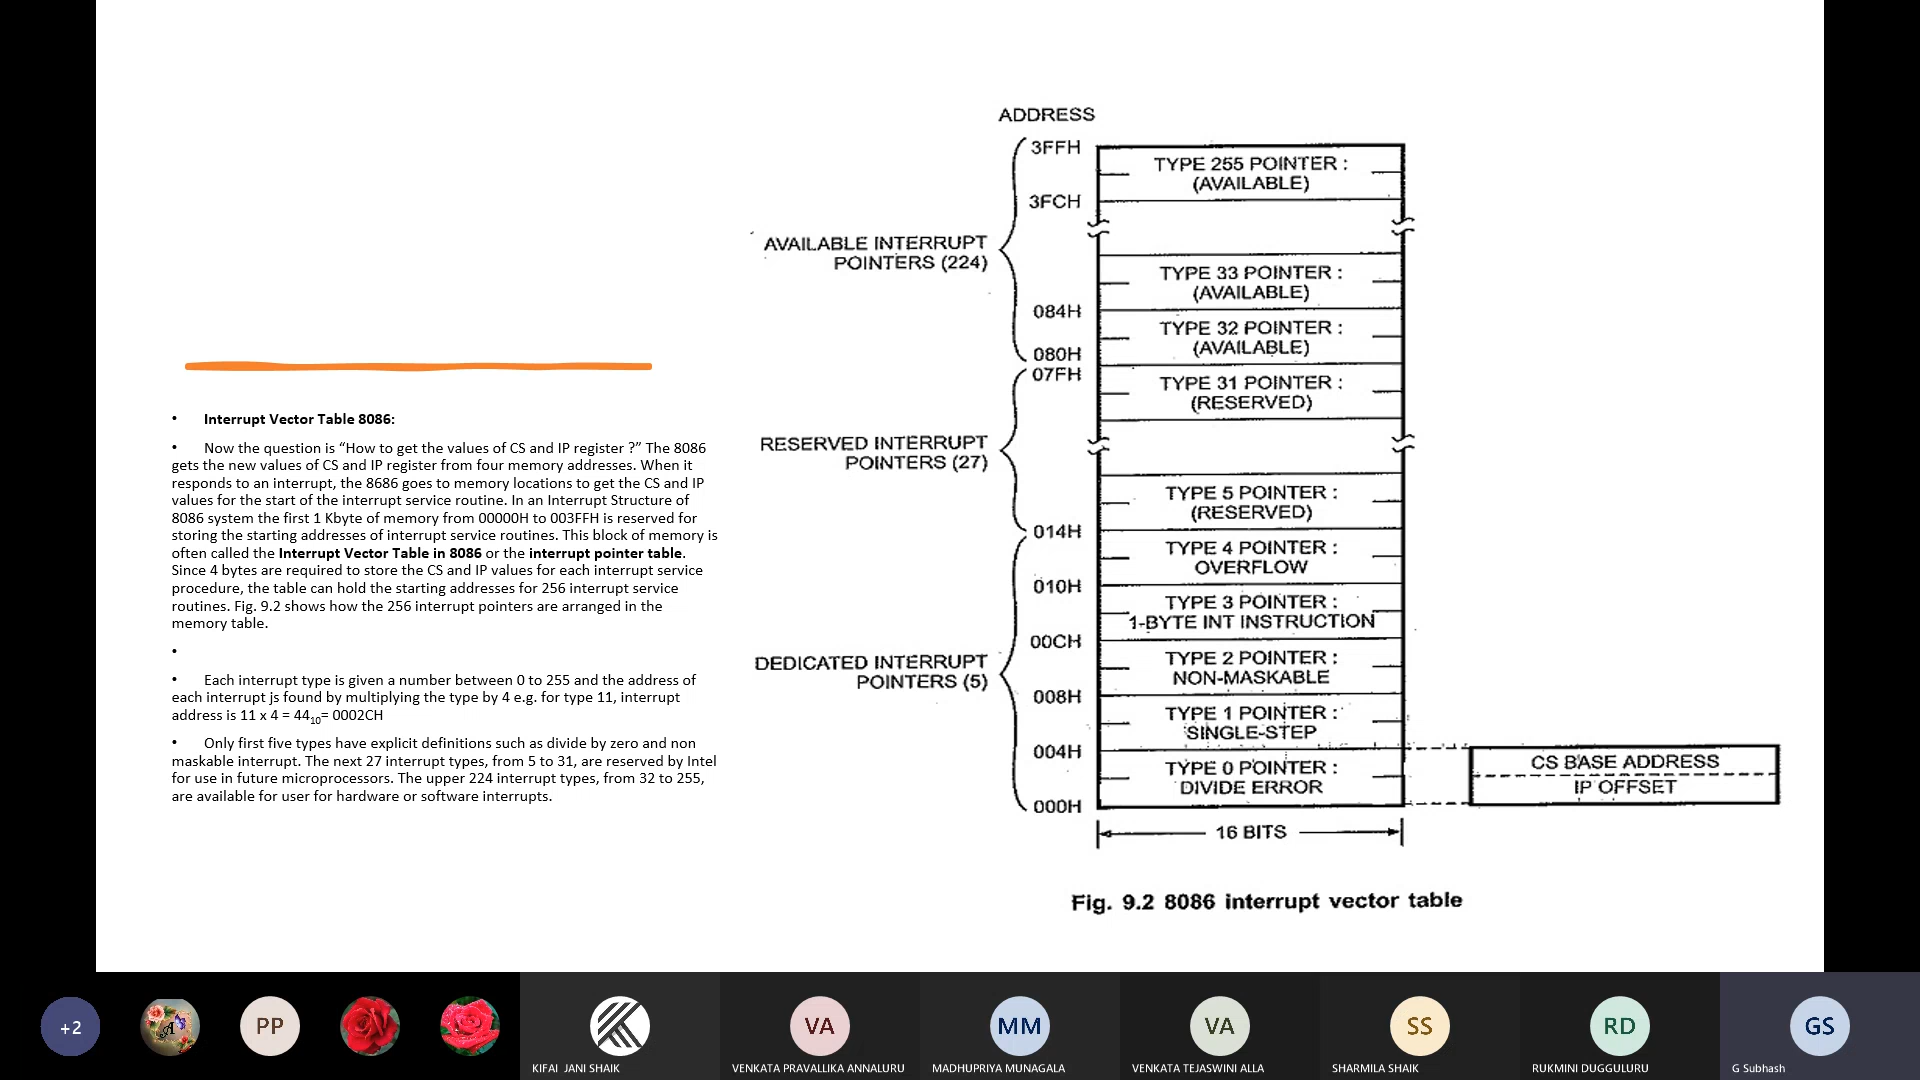 • Interrupt Vector Table 8086:
• Now the question is “How to get the values of CS and IP register ?” The 8086
gets the new values of CS and IP register from four memory addresses. When it
responds to an interrupt, the 8686 goes to memory locations to get the CS and IP
values for the start of the interrupt service routine. In an Interrupt Structure of
8086 system the first 1 Kbyte of memory from 00000H to 003FFH is reserved for
storing the starting addresses of interrupt service routines. This block of memory is
often called the Interrupt Vector Table in 8086 or the interrupt pointer table.
Since 4 bytes are required to store the CS and IP values for each interrupt service
procedure, the table can hold the starting addresses for 256 interrupt service
routines. Fig. 9.2 shows how the 256 interrupt pointers are arranged in the
memory table.
•
• Each interrupt type is given a number between 0 to 255 and the address of
each interrupt js found by multiplying the type by 4 e.g. for type 11, interrupt
address is 11 x 4 = 44₁₀= 0002CH
• Only first five types have explicit definitions such as divide by zero and non
maskable interrupt. The next 27 interrupt types, from 5 to 31, are reserved by Intel
for use in future microprocessors. The upper 224 interrupt types, from 32 to 255,
are available for user for hardware or software interrupts.
ADDRESS
3FFH
TYPE 255 POINTER :
(AVAILABLE)
3FCH
AVAILABLE INTERRUPT
POINTERS (224)
TYPE 33 POINTER :
(AVAILABLE)
084H
TYPE 32 POINTER :
(AVAILABLE)
080H
07FH
TYPE 31 POINTER :
(RESERVED)
RESERVED INTERRUPT
POINTERS (27)
TYPE 5 POINTER :
(RESERVED)
014H
TYPE 4 POINTER :
OVERFLOW
010H
TYPE 3 POINTER :
1-BYTE INT INSTRUCTION
00CH
DEDICATED INTERRUPT
POINTERS (5)
TYPE 2 POINTER :
NON-MASKABLE
008H
TYPE 1 POINTER :
SINGLE-STEP
004H
TYPE 0 POINTER :
DIVIDE ERROR
000H
CS BASE ADDRESS
IP OFFSET
16 BITS
Fig. 9.2 8086 interrupt vector table
+2
A
PP
VA
MM
VA
SS
RD
GS
KIFAI JANI SHAIK
VENKATA PRAVALLIKA ANNALURU
MADHUPRIYA MUNAGALA
VENKATA TEJASWINI ALLA
SHARMILA SHAIK
RUKMINI DUGGULURU
G Subhash